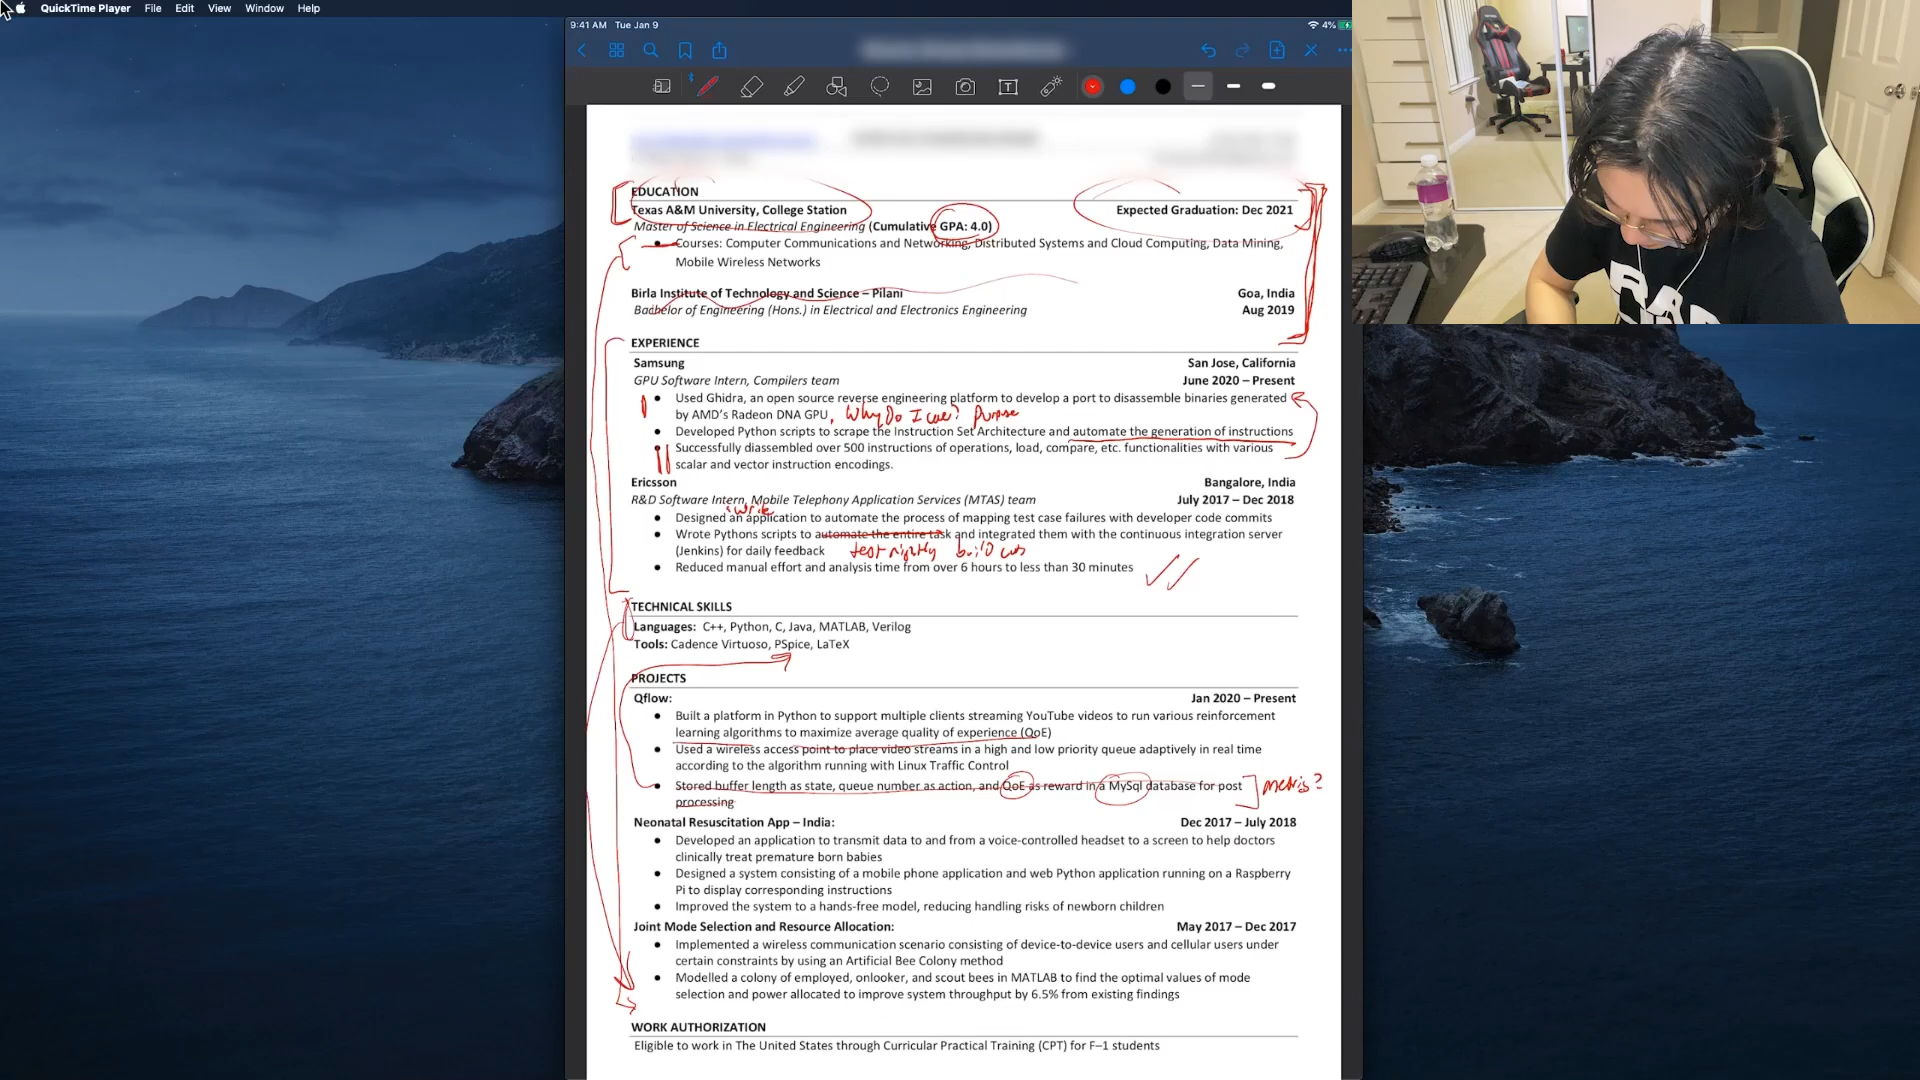 QuickTime Player File Edit View Window Help
9:41 AM Tue Jan 9
4%
EDUCATION
Texas A&M University, College Station Expected Graduation: Dec 2021
Master of Science in Electrical Engineering (Cumulative GPA: 4.0)
● Courses: Computer Communications and Networking, Distributed Systems and Cloud Computing, Data Mining,
Mobile Wireless Networks
Birla Institute of Technology and Science – Pilani Goa, India
Bachelor of Engineering (Hons.) in Electrical and Electronics Engineering Aug 2019
EXPERIENCE
Samsung San Jose, California
GPU Software Intern, Compilers team June 2020 – Present
● Used Ghidra, an open source reverse engineering platform to develop a port to disassemble binaries generated
by AMD's Radeon DNA GPU, Why Do I care? Purpose
● Developed Python scripts to scrape the Instruction Set Architecture and automate the generation of instructions
● Successfully diassembled over 500 instructions of operations, load, compare, etc. functionalities with various
scalar and vector instruction encodings.
Ericsson Bangalore, India
R&D Software Intern, Mobile Telephony Application Services (MTAS) team July 2017 – Dec 2018
write
● Designed an application to automate the process of mapping test case failures with developer code commits
● Wrote Pythons scripts to automate the entire task and integrated them with the continuous integration server
(Jenkins) for daily feedback test nightly build
● Reduced manual effort and analysis time from over 6 hours to less than 30 minutes
TECHNICAL SKILLS
Languages: C++, Python, C, Java, MATLAB, Verilog
Tools: Cadence Virtuoso, PSpice, LaTeX
PROJECTS
Qflow: Jan 2020 – Present
● Built a platform in Python to support multiple clients streaming YouTube videos to run various reinforcement
learning algorithms to maximize average quality of experience (QoE)
● Used a wireless access point to place video streams in a high and low priority queue adaptively in real time
according to the algorithm running with Linux Traffic Control
● Stored buffer length as state, queue number as action, and QoE as reward in a MySql database for post metris?
processing
Neonatal Resuscitation App – India: Dec 2017 – July 2018
● Developed an application to transmit data to and from a voice-controlled headset to a screen to help doctors
clinically treat premature born babies
● Designed a system consisting of a mobile phone application and web Python application running on a Raspberry
Pi to display corresponding instructions
● Improved the system to a hands-free model, reducing handling risks of newborn children
Joint Mode Selection and Resource Allocation: May 2017 – Dec 2017
● Implemented a wireless communication scenario consisting of device-to-device users and cellular users under
certain constraints by using an Artificial Bee Colony method
● Modelled a colony of employed, onlooker, and scout bees in MATLAB to find the optimal values of mode
selection and power allocated to improve system throughput by 6.5% from existing findings
WORK AUTHORIZATION
Eligible to work in The United States through Curricular Practical Training (CPT) for F–1 students